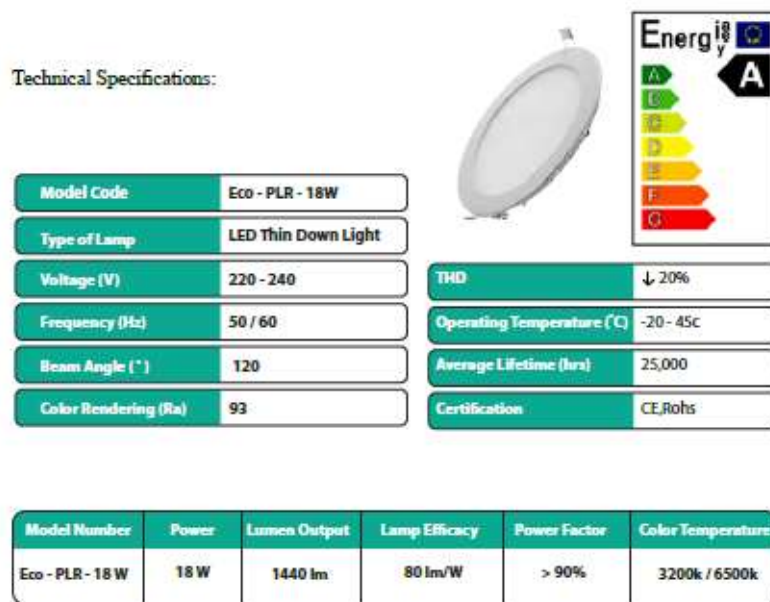 Energ
y
A
A
B
C
D
E
F
G
Technical Specifications:
Model Code Eco - PLR - 18W
Type of Lamp LED Thin Down Light
Voltage (V) 220 - 240
Frequency (Hz) 50 / 60
Beam Angle (°) 120
Color Rendering (Ra) 93
THD ↓ 20%
Operating Temperature (°C) -20 - 45c
Average Lifetime (hrs) 25,000
Certification CE,Rohs
Model Number Power Lumen Output Lamp Efficacy Power Factor Color Temperature
Eco - PLR - 18 W 18 W 1440 lm 80 lm/W > 90% 3200k / 6500k